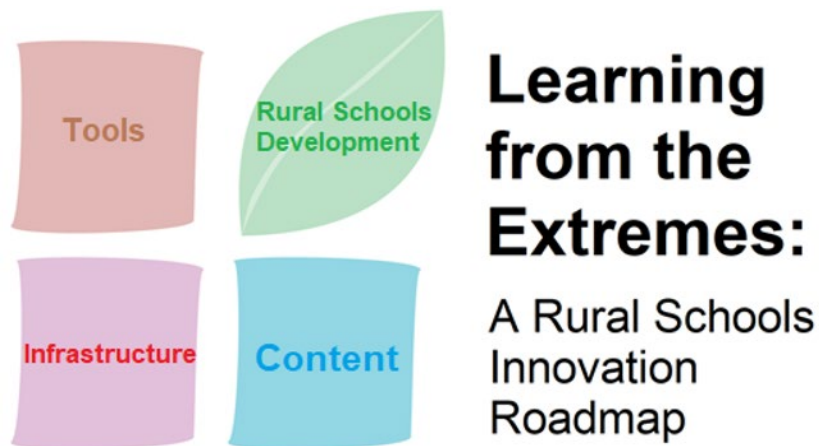 Tools
Rural Schools
Development
Infrastructure
Content
Learning
from the
Extremes:
A Rural Schools
Innovation
Roadmap